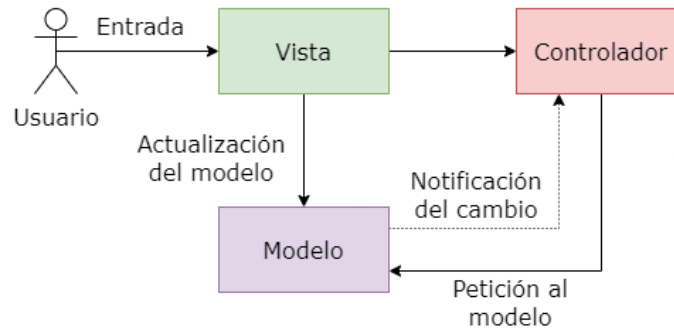 Entrada
Usuario
Vista
Controlador
Actualización
del modelo
Notificación
del cambio
Modelo
Petición al
modelo